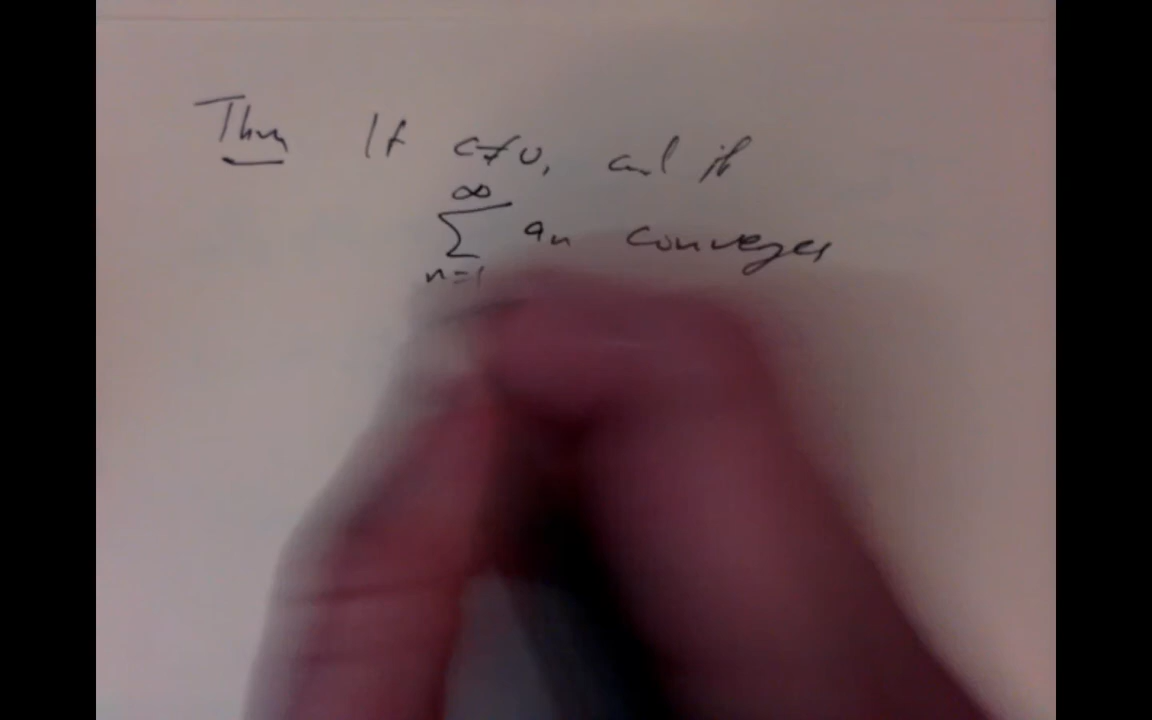 Thm If c≠0, and if
∞
∑ an converges
n=1